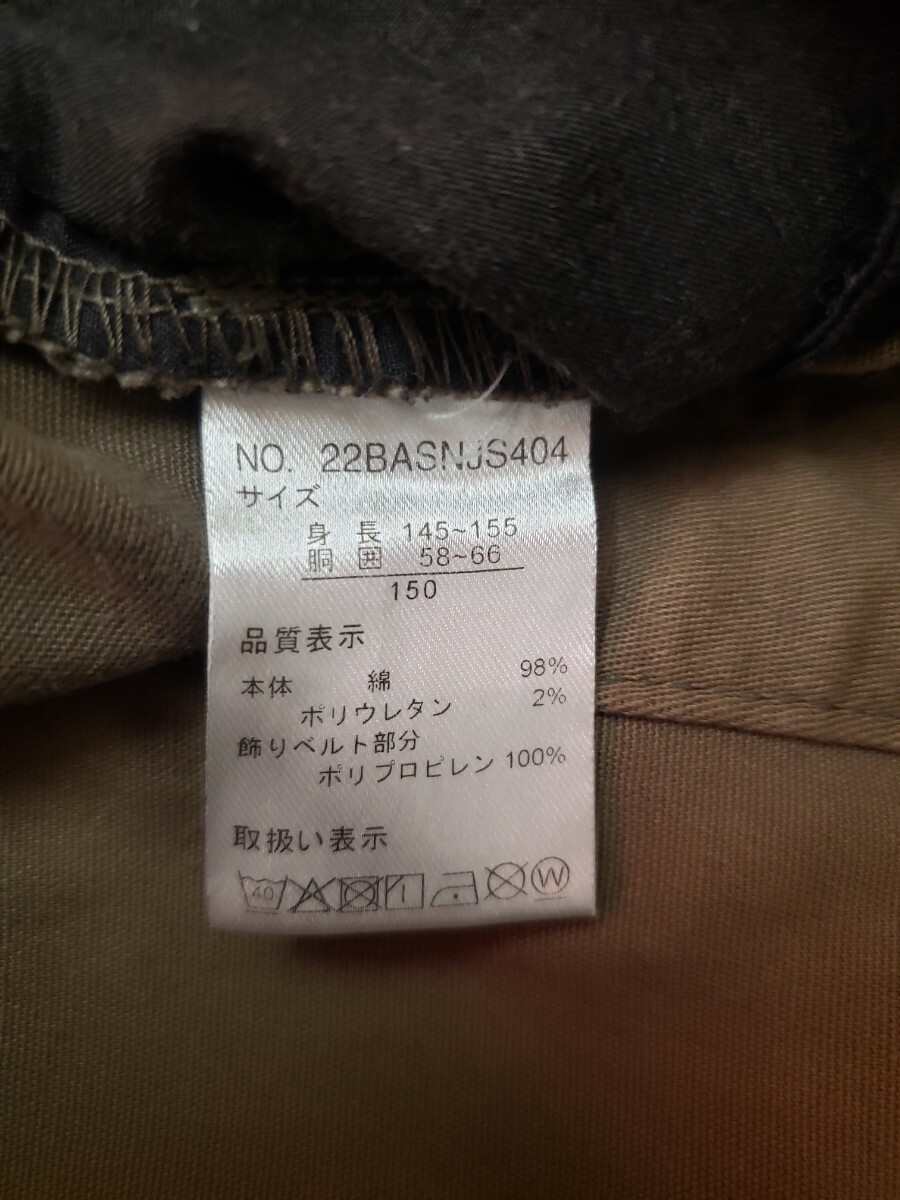 NO. 22BASNJS404
サイズ
身長 145~155
胴囲 58~66
150
品質表示
本体 綿 98%
ポリウレタン 2%
飾りベルト部分
ポリプロピレン 100%
取扱い表示
40 W